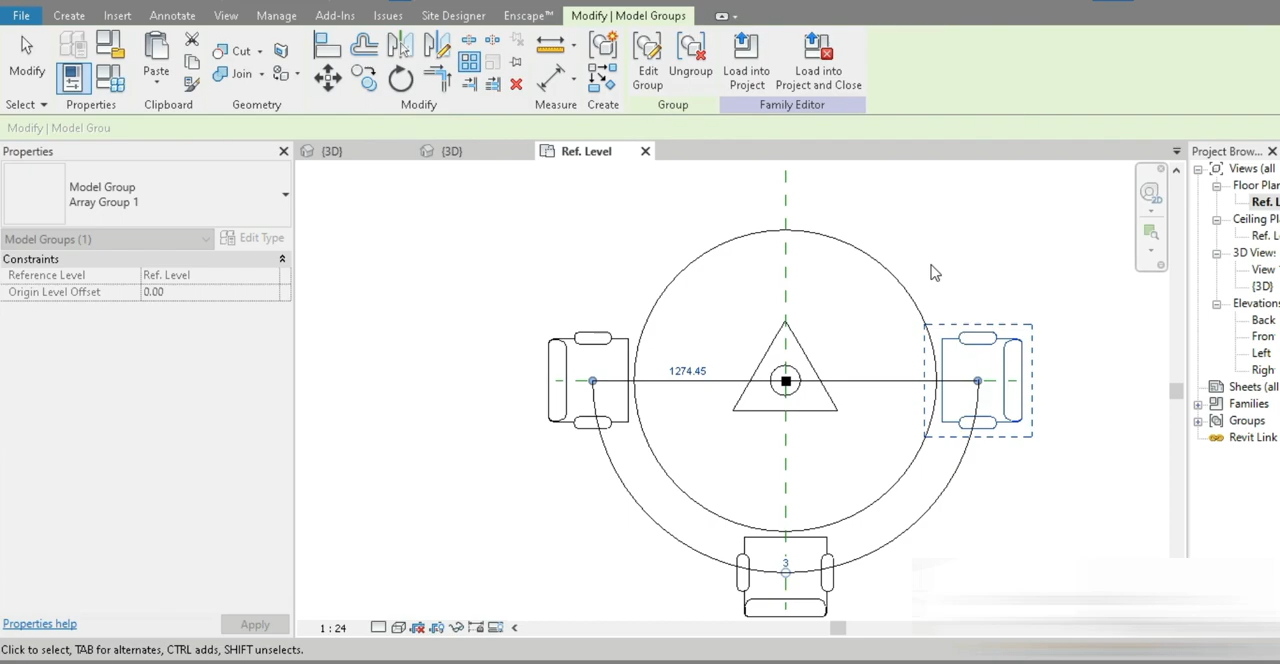 File Create Insert Annotate View Manage Add-Ins Issues Site Designer Enscape™ Modify | Model Groups
Modify
Paste
Cut
Join
Edit Group
Ungroup
Load into Project
Load into Project and Close
Select Properties Clipboard Geometry Modify Measure Create Group Family Editor
Modify | Model Grou
Properties
{3D}
{3D}
Ref. Level
Project Brow...
Model Group
Array Group 1
Model Groups (1)
Edit Type
Constraints
Reference Level Ref. Level
Origin Level Offset 0.00
2D
1274.45
3
Views (all
Floor Plan
Ref. L
Ceiling Pl
Ref. L
3D Views
View
{3D}
Elevations
Back
Fron
Left
Righ
Sheets (all
Families
Groups
Revit Link
Properties help
Apply
1 : 24
Click to select, TAB for alternates, CTRL adds, SHIFT unselects.